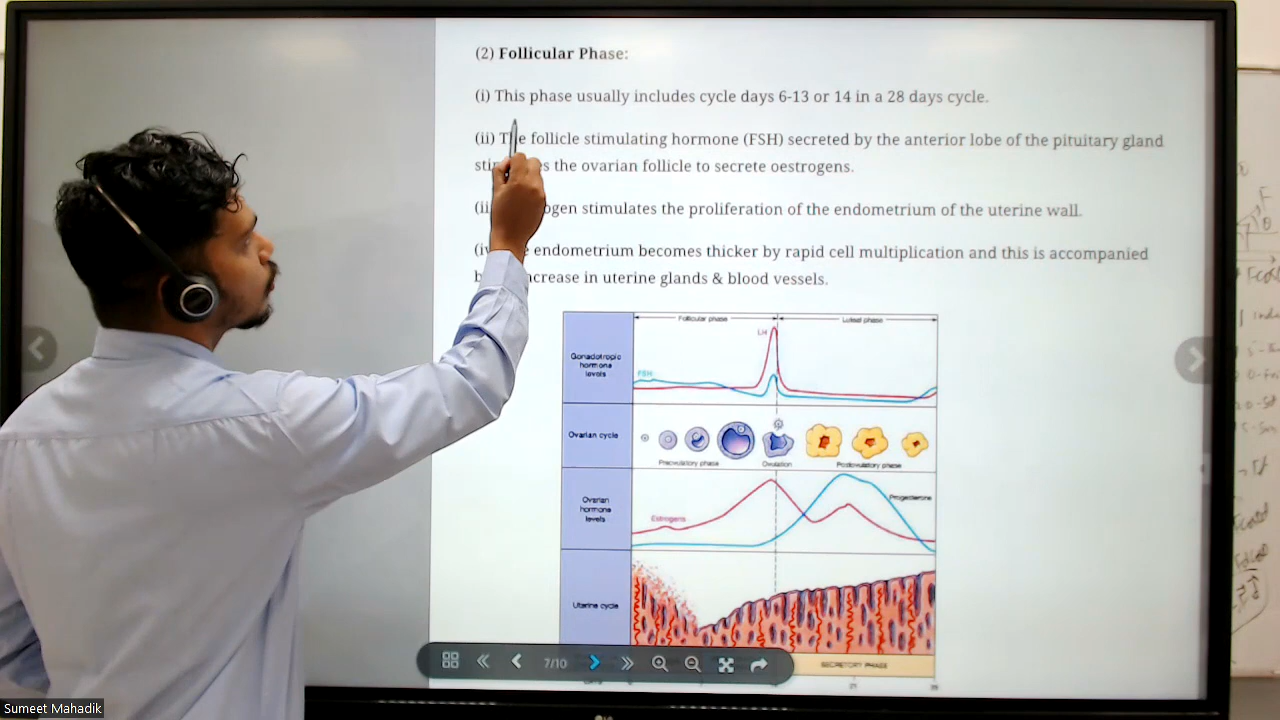 (2) Follicular Phase:
(i) This phase usually includes cycle days 6-13 or 14 in a 28 days cycle.
(ii) The follicle stimulating hormone (FSH) secreted by the anterior lobe of the pituitary gland
the ovarian follicle to secrete oestrogens.
stimulates the proliferation of the endometrium of the uterine wall.
endometrium becomes thicker by rapid cell multiplication and this is accompanied
increase in uterine glands & blood vessels.
Follicular phase
Luteal phase
LH
Gonadotropic
hormone
levels
FSH
Ovarian cycle
Preovulatory phase
Ovulation
Postovulatory phase
Ovarian
hormone
levels
Estrogens
Progesterone
Uterine cycle
7/10
SECRETORY PHASE
21
Sumeet Mahadik